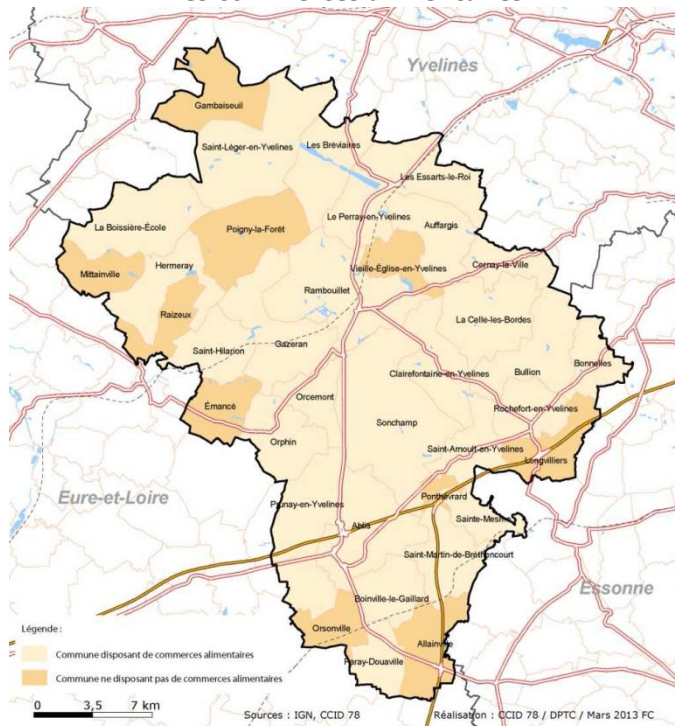 Yvelines
Gambaiseuil
Saint-Léger-en-Yvelines
Les Bréviaires
Les Essarts-le-Roi
La Boissière-École
Poigny-la-Forêt
Le Perray-en-Yvelines
Auffargis
Mittainville
Hermeray
Vieille-Église-en-Yvelines
Cernay-la-Ville
Rambouillet
Raizeux
La Celle-les-Bordes
Saint-Hilarion
Gazeran
Clairefontaine-en-Yvelines
Bullion
Bonnelles
Émancé
Orcemont
Rochefort-en-Yvelines
Sonchamp
Orphin
Saint-Arnoult-en-Yvelines
Longvilliers
Eure-et-Loire
Prunay-en-Yvelines
Ponthévrard
Ablis
Sainte-Mesme
Saint-Martin-de-Bréthencourt
Essonne
Boinville-le-Gaillard
Orsonville
Allainville
Paray-Douaville
Légende :
Commune disposant de commerces alimentaires
Commune ne disposant pas de commerces alimentaires
0 3,5 7 km
Sources : IGN, CCID 78
Réalisation : CCID 78 / DPTC / Mars 2013 FC